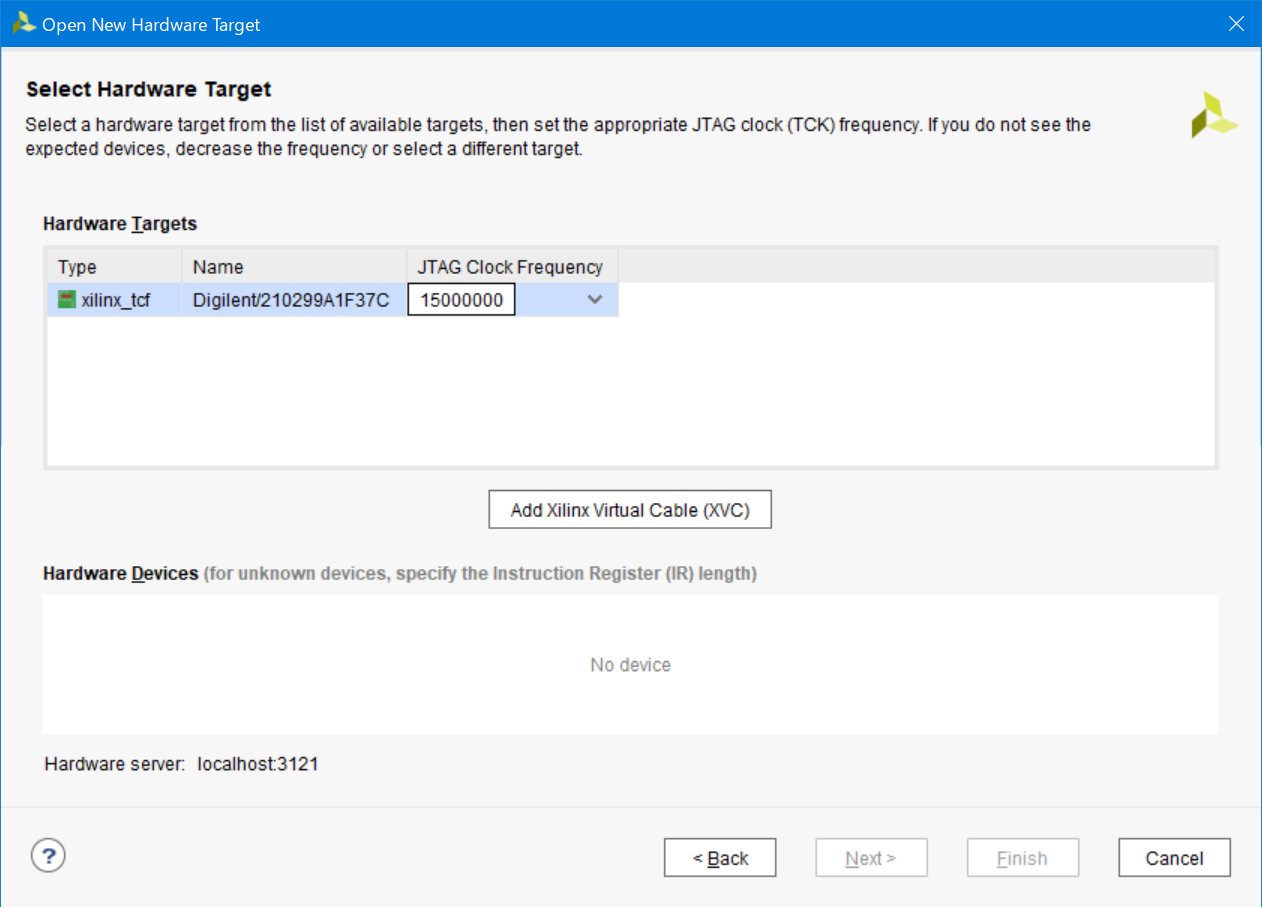 Open New Hardware Target
Select Hardware Target
Select a hardware target from the list of available targets, then set the appropriate JTAG clock (TCK) frequency. If you do not see the
expected devices, decrease the frequency or select a different target.
Hardware Targets
Type Name JTAG Clock Frequency
xilinx_tcf Digilent/210299A1F37C 15000000
Add Xilinx Virtual Cable (XVC)
Hardware Devices (for unknown devices, specify the Instruction Register (IR) length)
No device
Hardware server: localhost:3121
? < Back Next > Finish Cancel